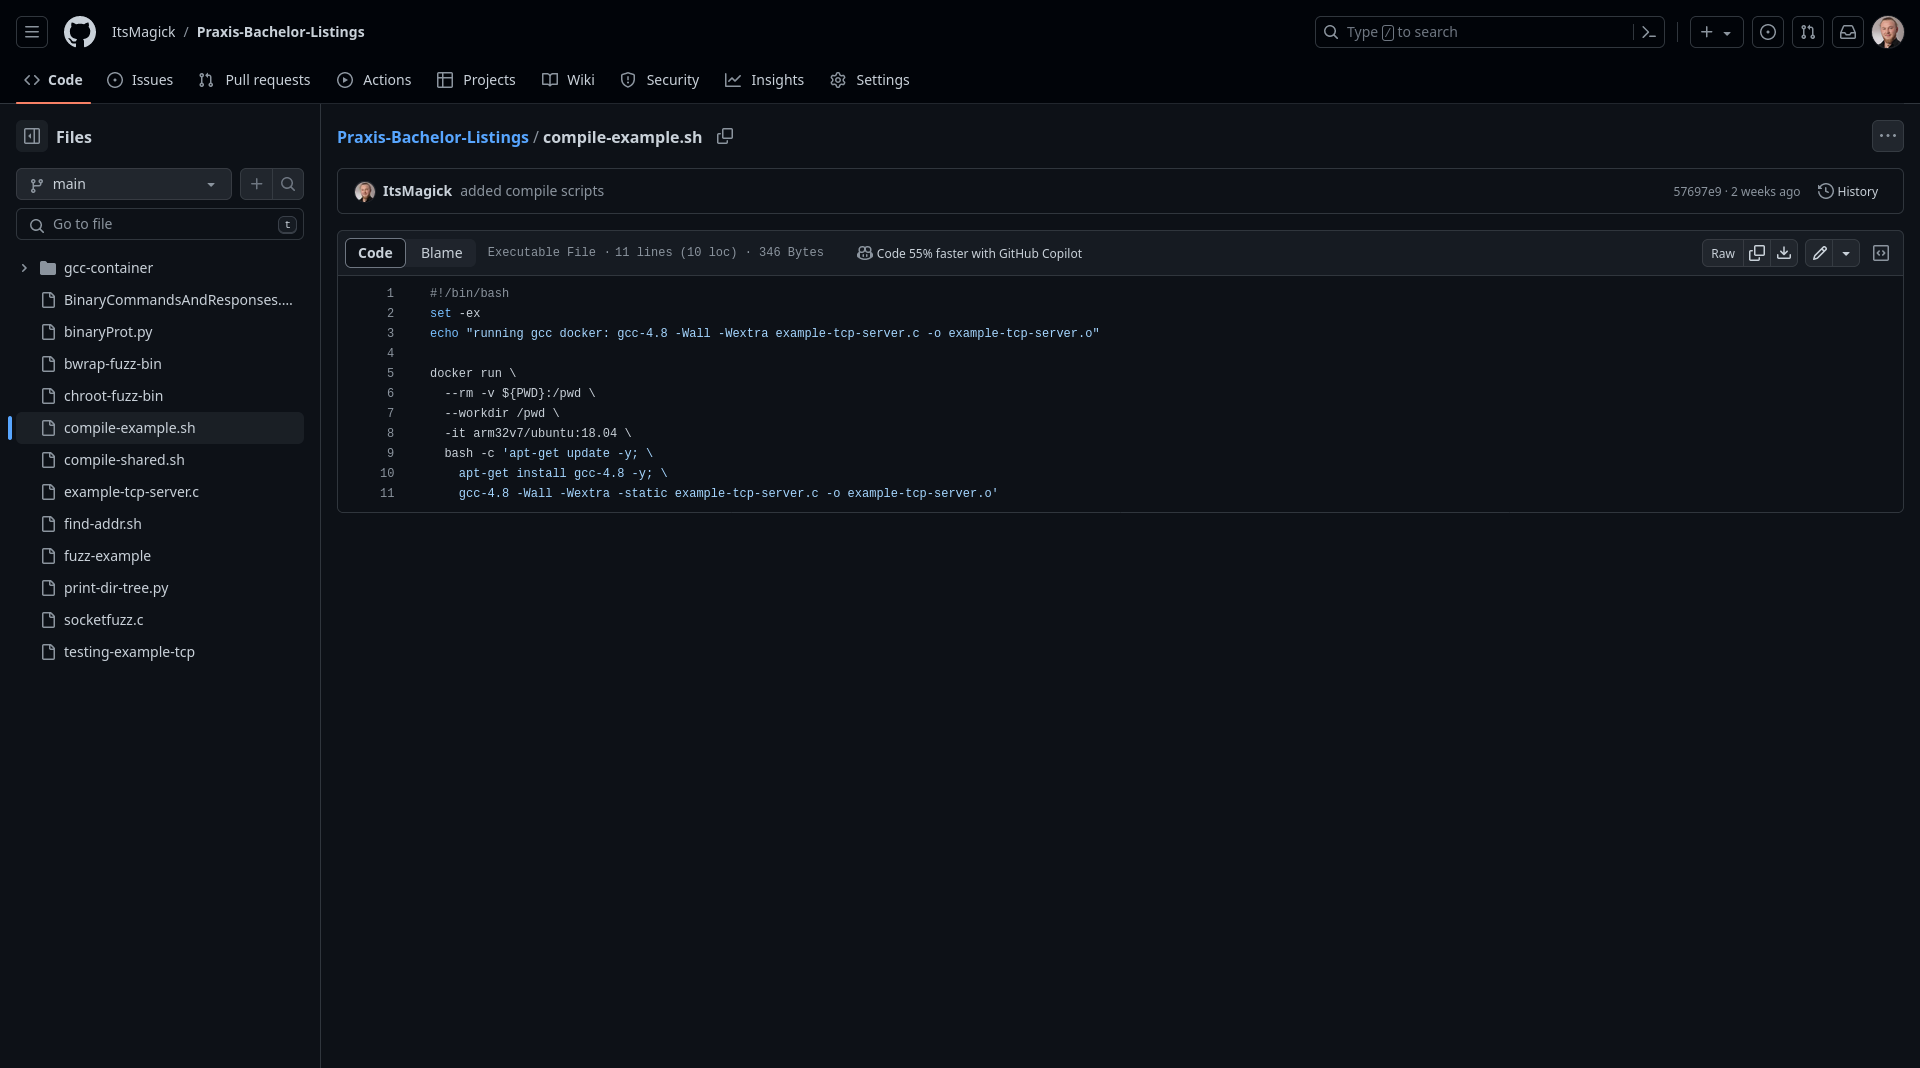 ItsMagick / Praxis-Bachelor-Listings
Type / to search
Code Issues Pull requests Actions Projects Wiki Security Insights Settings
Files
main
Go to file t
gcc-container
BinaryCommandsAndResponses....
binaryProt.py
bwrap-fuzz-bin
chroot-fuzz-bin
compile-example.sh
compile-shared.sh
example-tcp-server.c
find-addr.sh
fuzz-example
print-dir-tree.py
socketfuzz.c
testing-example-tcp
Praxis-Bachelor-Listings / compile-example.sh
ItsMagick added compile scripts
57697e9 · 2 weeks ago History
Code Blame Executable File · 11 lines (10 loc) · 346 Bytes Code 55% faster with GitHub Copilot
Raw
1 #!/bin/bash
2 set -ex
3 echo "running gcc docker: gcc-4.8 -Wall -Wextra example-tcp-server.c -o example-tcp-server.o"
4
5 docker run \
6 --rm -v ${PWD}:/pwd \
7 --workdir /pwd \
8 -it arm32v7/ubuntu:18.04 \
9 bash -c 'apt-get update -y; \
10 apt-get install gcc-4.8 -y; \
11 gcc-4.8 -Wall -Wextra -static example-tcp-server.c -o example-tcp-server.o'